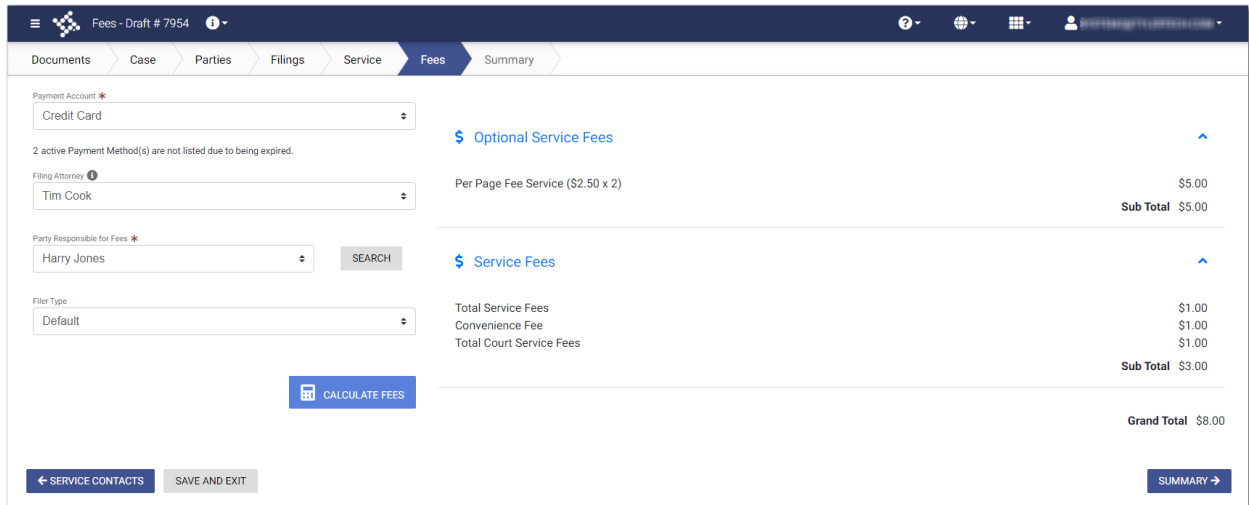 Fees - Draft # 7954
Documents Case Parties Filings Service Fees Summary
Payment Account *
Credit Card
2 active Payment Method(s) are not listed due to being expired.
Filing Attorney
Tim Cook
Party Responsible for Fees *
Harry Jones
SEARCH
Filer Type
Default
CALCULATE FEES
$ Optional Service Fees
Per Page Fee Service ($2.50 x 2) $5.00
Sub Total $5.00
$ Service Fees
Total Service Fees $1.00
Convenience Fee $1.00
Total Court Service Fees $1.00
Sub Total $3.00
Grand Total $8.00
SERVICE CONTACTS SAVE AND EXIT SUMMARY